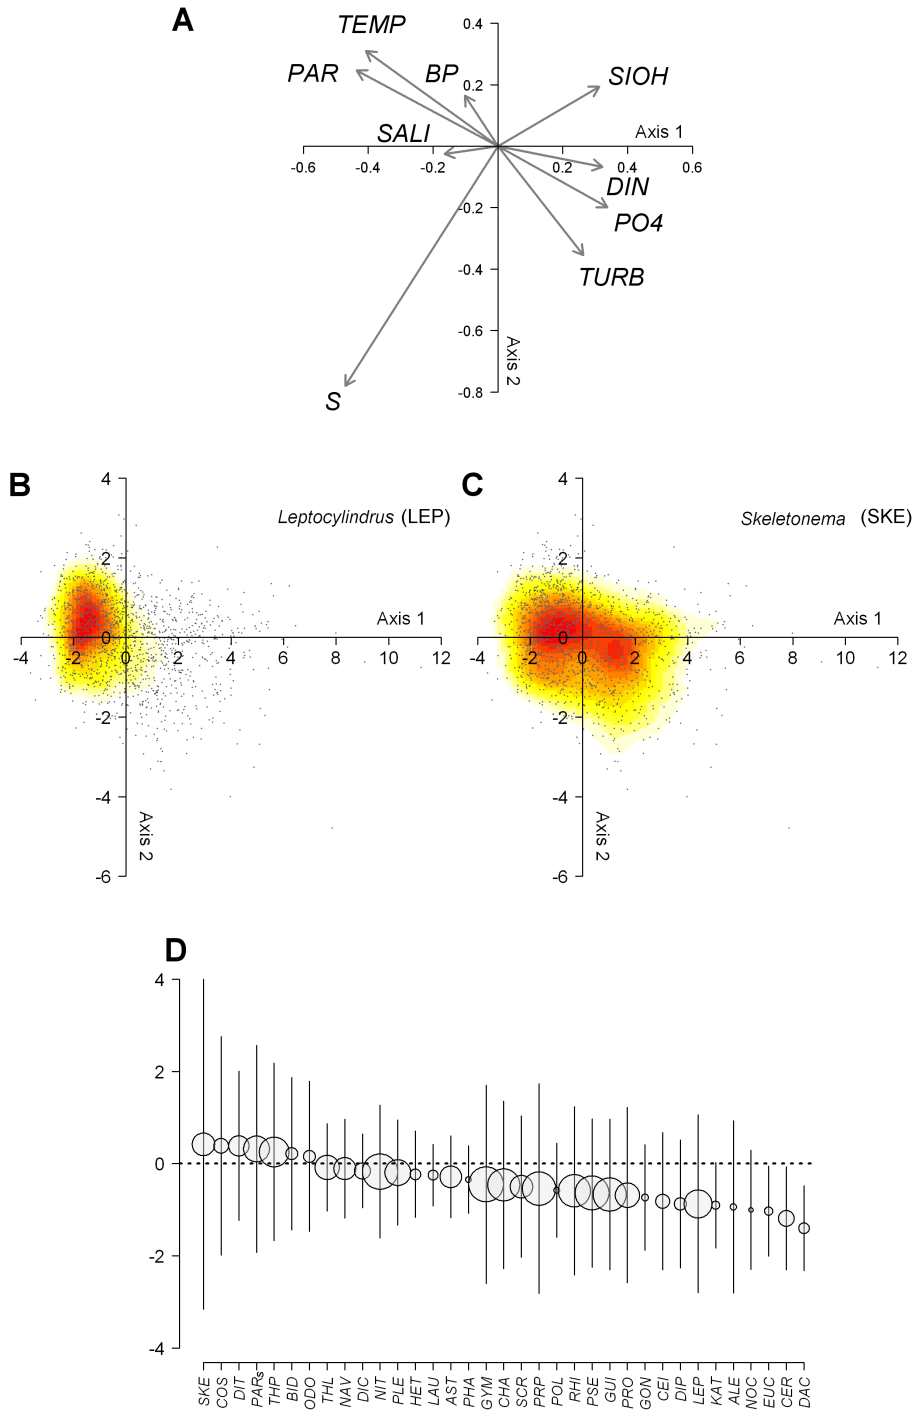 A
TEMP
0.4
PAR
BP
0.2
SIOH
SALI
Axis 1
-0.6
-0.4
-0.2
0.2
0.4
0.6
DIN
-0.2
PO4
-0.4
TURB
-0.6
Axis 2
-0.8
S
B
4
Leptocylindrus (LEP)
2
Axis 1
0
-4
-2
0
2
4
6
8
10
12
-2
-4
Axis 2
-6
C
4
Skeletonema (SKE)
2
Axis 1
0
-4
-2
0
2
4
6
8
10
12
-2
-4
Axis 2
-6
D
4
2
0
-2
-4
SKE
COS
DIT
PARs
THP
BID
ODO
THL
NAV
DIC
NIT
PLE
HET
LAU
AST
PHA
GYM
CHA
SCR
PRP
POL
RHI
PSE
GUI
PRO
GON
CEI
DIP
LEP
KAT
ALE
NOC
EUC
CER
DAC